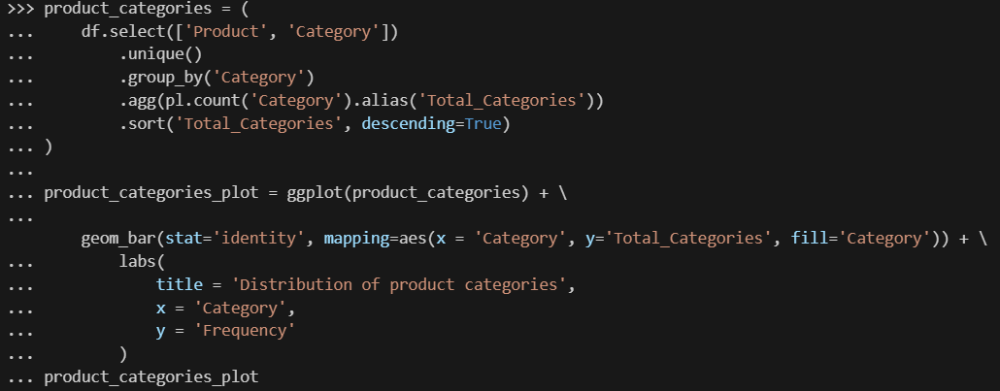 >>> product_categories = (
...     df.select(['Product', 'Category'])
...         .unique()
...         .group_by('Category')
...         .agg(pl.count('Category').alias('Total_Categories'))
...         .sort('Total_Categories', descending=True)
... )
...
... product_categories_plot = ggplot(product_categories) + \
...
        geom_bar(stat='identity', mapping=aes(x = 'Category', y='Total_Categories', fill='Category')) + \
...         labs(
...             title = 'Distribution of product categories',
...             x = 'Category',
...             y = 'Frequency'
...         )
... product_categories_plot